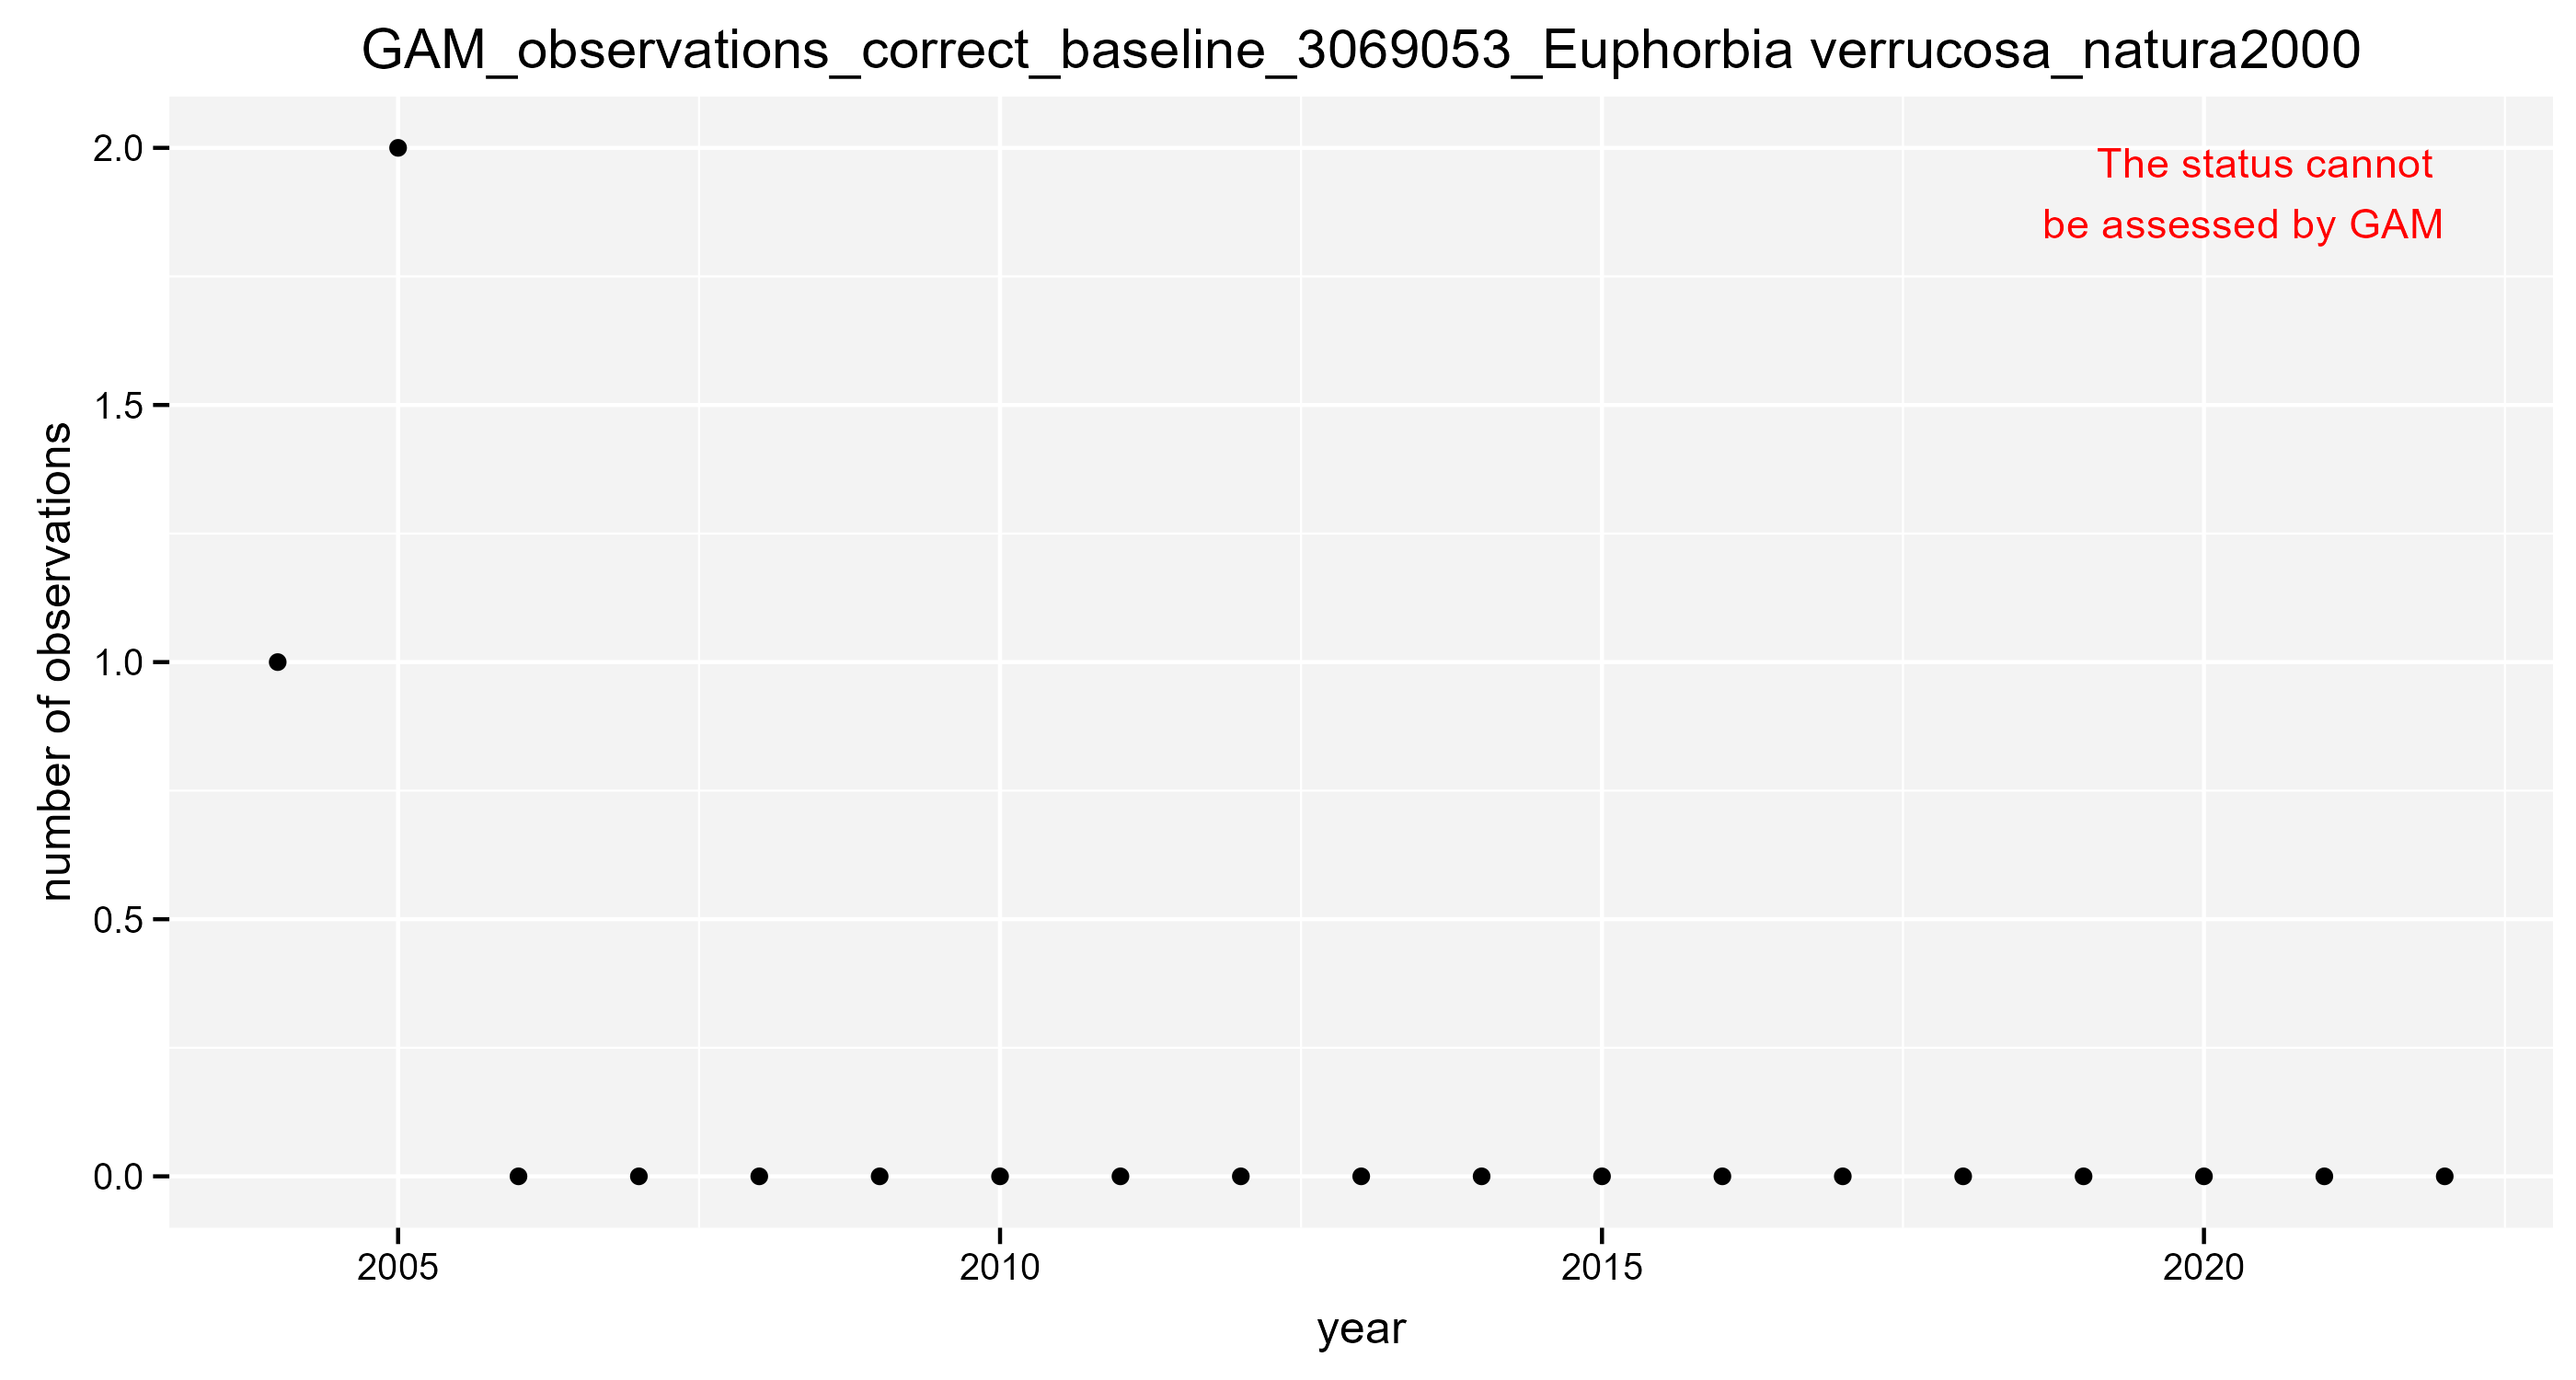 GAM_observations_correct_baseline_3069053_Euphorbia verrucosa_natura2000
The status cannot
be assessed by GAM
number of observations
2.0
1.5
1.0
0.5
0.0
2005
2010
2015
2020
year